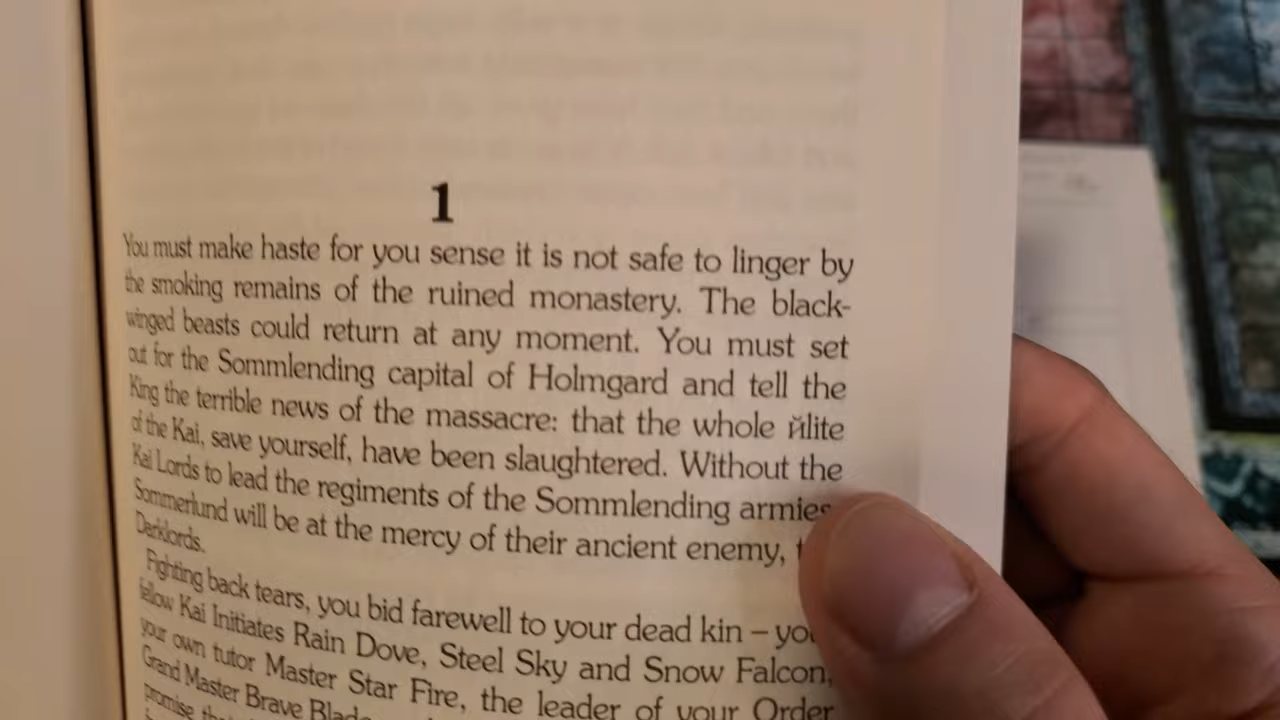 1
You must make haste for you sense it is not safe to linger by
the smoking remains of the ruined monastery. The black-
winged beasts could return at any moment. You must set
out for the Sommlending capital of Holmgard and tell the
King the terrible news of the massacre: that the whole йlite
of the Kai, save yourself, have been slaughtered. Without the
Kai Lords to lead the regiments of the Sommlending armies
Sommerlund will be at the mercy of their ancient enemy,
Darklords.
Fighting back tears, you bid farewell to your dead kin –
fellow Kai Initiates Rain Dove, Steel Sky and Snow Falcon,
your own tutor Master Star Fire, the leader of your Order
Grand Master Brave Blade
promise